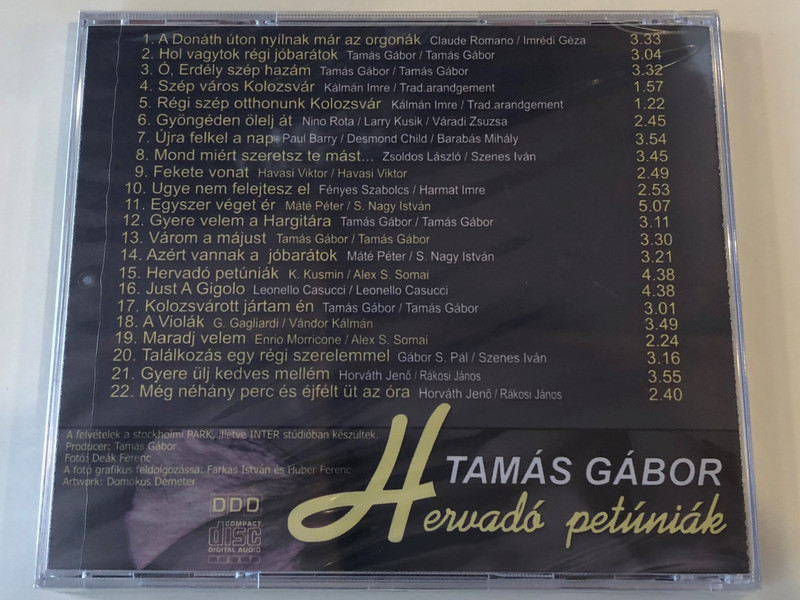 1. A Donáth úton nyílnak már az orgonák Claude Romano / Imrédi Géza 3.33
2. Hol vagytok régi jóbarátok Tamás Gábor / Tamás Gábor 3.04
3. Ó, Erdély szép hazám Tamás Gábor / Tamás Gábor 3.32
4. Szép város Kolozsvár Kálmán Imre / Trad.arandgement 1.57
5. Régi szép otthonunk Kolozsvár Kálmán Imre / Trad.arandgement 1.22
6. Gyöngéden ölelj át Nino Rota / Larry Kusik / Váradi Zsuzsa 2.45
7. Újra felkel a nap Paul Barry / Desmond Child / Barabás Mihály 3.54
8. Mond miért szeretsz te mást... Zsoldos László / Szenes Iván 3.45
9. Fekete vonat Havasi Viktor / Havasi Viktor 2.49
10. Ugye nem felejtesz el Fényes Szabolcs / Harmat Imre 2.53
11. Egyszer véget ér Máté Péter / S. Nagy István 5.07
12. Gyere velem a Hargitára Tamás Gábor / Tamás Gábor 3.11
13. Várom a májust Tamás Gábor / Tamás Gábor 3.30
14. Azért vannak a jóbarátok Máté Péter / S. Nagy István 3.21
15. Hervadó petúniák K. Kusmin / Alex S. Somai 4.38
16. Just A Gigolo Leonello Casucci / Leonello Casucci 4.38
17. Kolozsvárott jártam én Tamás Gábor / Tamás Gábor 3.01
18. A Violák G. Gagliardi / Vándor Kálmán 3.49
19. Maradj velem Enrio Morricone / Alex S. Somai 2.24
20. Találkozás egy régi szerelemmel Gábor S. Pál / Szenes Iván 3.16
21. Gyere ülj kedves mellém Horváth Jenő / Rákosi János 3.55
22. Még néhány perc és éjfélt üt az óra Horváth Jenő / Rákosi János 2.40
A felvételek a stockholmi PARK, illetve INTER stúdióban készültek.
Producer: Tamás Gábor
Fotó: Deák Ferenc
A fotó grafikus feldolgozássa: Farkas István és Huber Ferenc
Artwork: Domokos Demeter
TAMÁS GÁBOR
Hervadó petúniák
DDD
COMPACT
disc
DIGITAL AUDIO